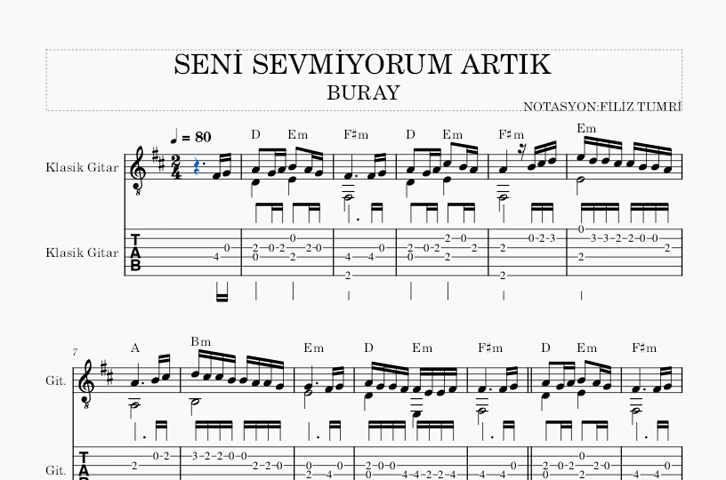 SENİ SEVMİYORUM ARTIK
BURAY
NOTASYON:FİLİZ TUMRİ
♩ = 80
D Em F♯m D Em F♯m Em
Klasik Gitar
Klasik Gitar
7
A Bm Em D Em F♯m D Em F♯m
Git.
Git.